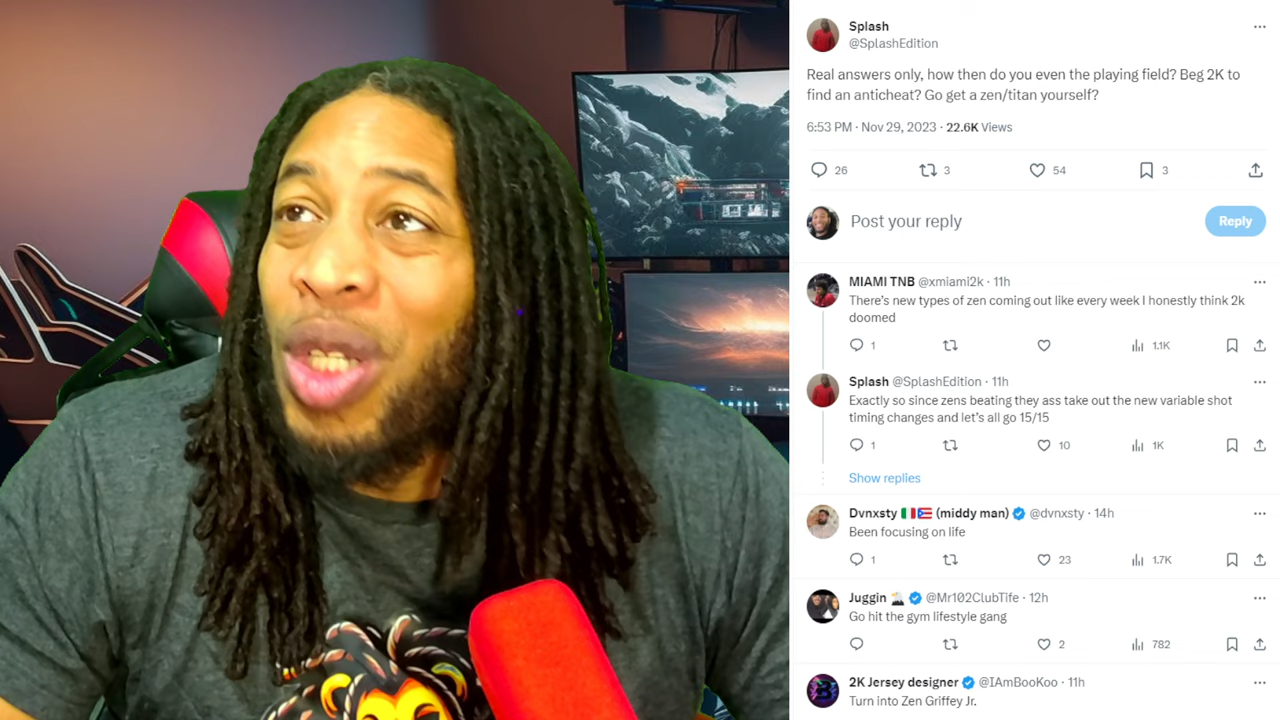 Splash
@SplashEdition
Real answers only, how then do you even the playing field? Beg 2K to
find an anticheat? Go get a zen/titan yourself?
6:53 PM · Nov 29, 2023 · 22.6K Views
26 3 54 3
Post your reply
Reply
MIAMI TNB @xmiami2k · 11h
There's new types of zen coming out like every week I honestly think 2k
doomed
1 1.1K
Splash @SplashEdition · 11h
Exactly so since zens beating they ass take out the new variable shot
timing changes and let's all go 15/15
1 10 1K
Show replies
Dvnxsty 🇮🇹🇵🇷 (middy man) @dvnxsty · 14h
Been focusing on life
1 23 1.7K
Juggin @Mr102ClubTife · 12h
Go hit the gym lifestyle gang
2 782
2K Jersey designer @IAmBooKoo · 11h
Turn into Zen Griffey Jr.